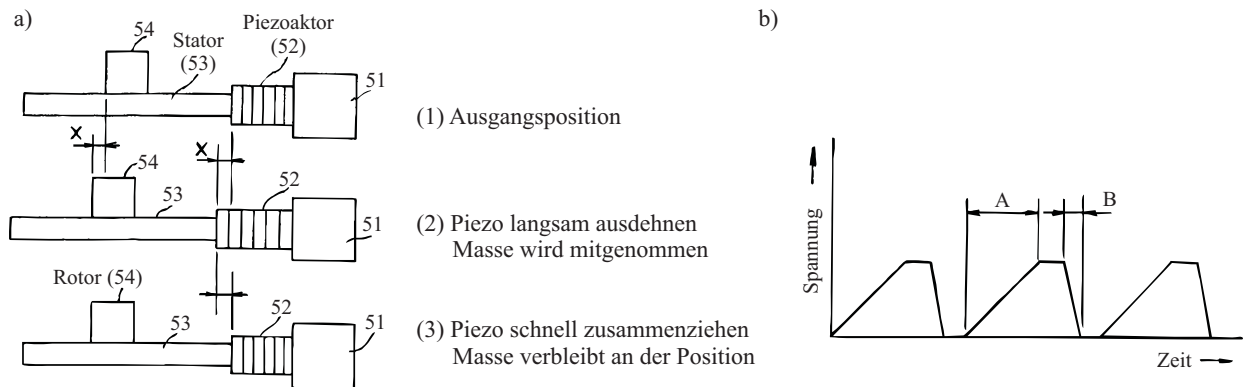 a)
54
Stator
(53)
Piezoaktor
(52)
51
(1) Ausgangsposition
X
54
53
X
52
51
(2) Piezo langsam ausdehnen
Masse wird mitgenommen
Rotor (54)
53
52
51
(3) Piezo schnell zusammenziehen
Masse verbleibt an der Position
b)
Spannung
A
B
Zeit